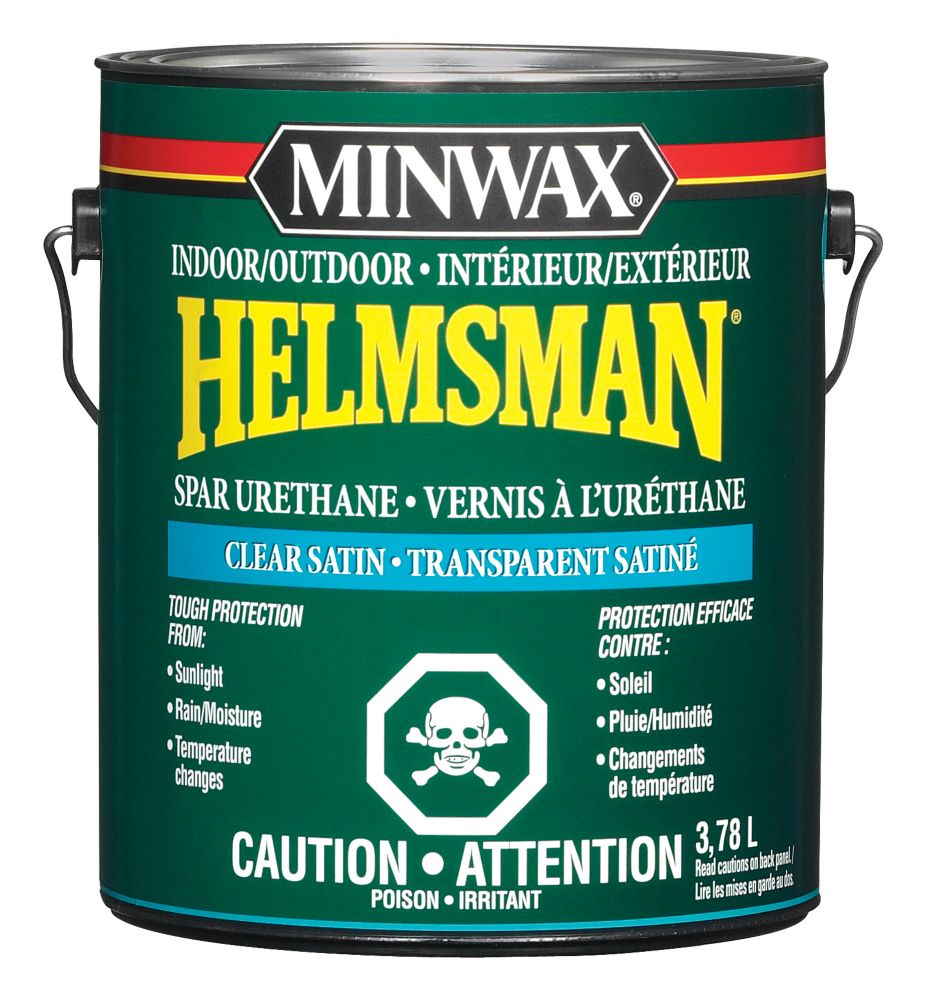 MINWAX®
INDOOR/OUTDOOR • INTÉRIEUR/EXTÉRIEUR
HELMSMAN®
SPAR URETHANE • VERNIS À L'URÉTHANE
CLEAR SATIN • TRANSPARENT SATINÉ
TOUGH PROTECTION
FROM:
• Sunlight
• Rain/Moisture
• Temperature
changes
PROTECTION EFFICACE
CONTRE :
• Soleil
• Pluie/Humidité
• Changements
de température
CAUTION • ATTENTION
POISON • IRRITANT
3,78 L
Read cautions on back panel. /
Lire les mises en garde au dos.